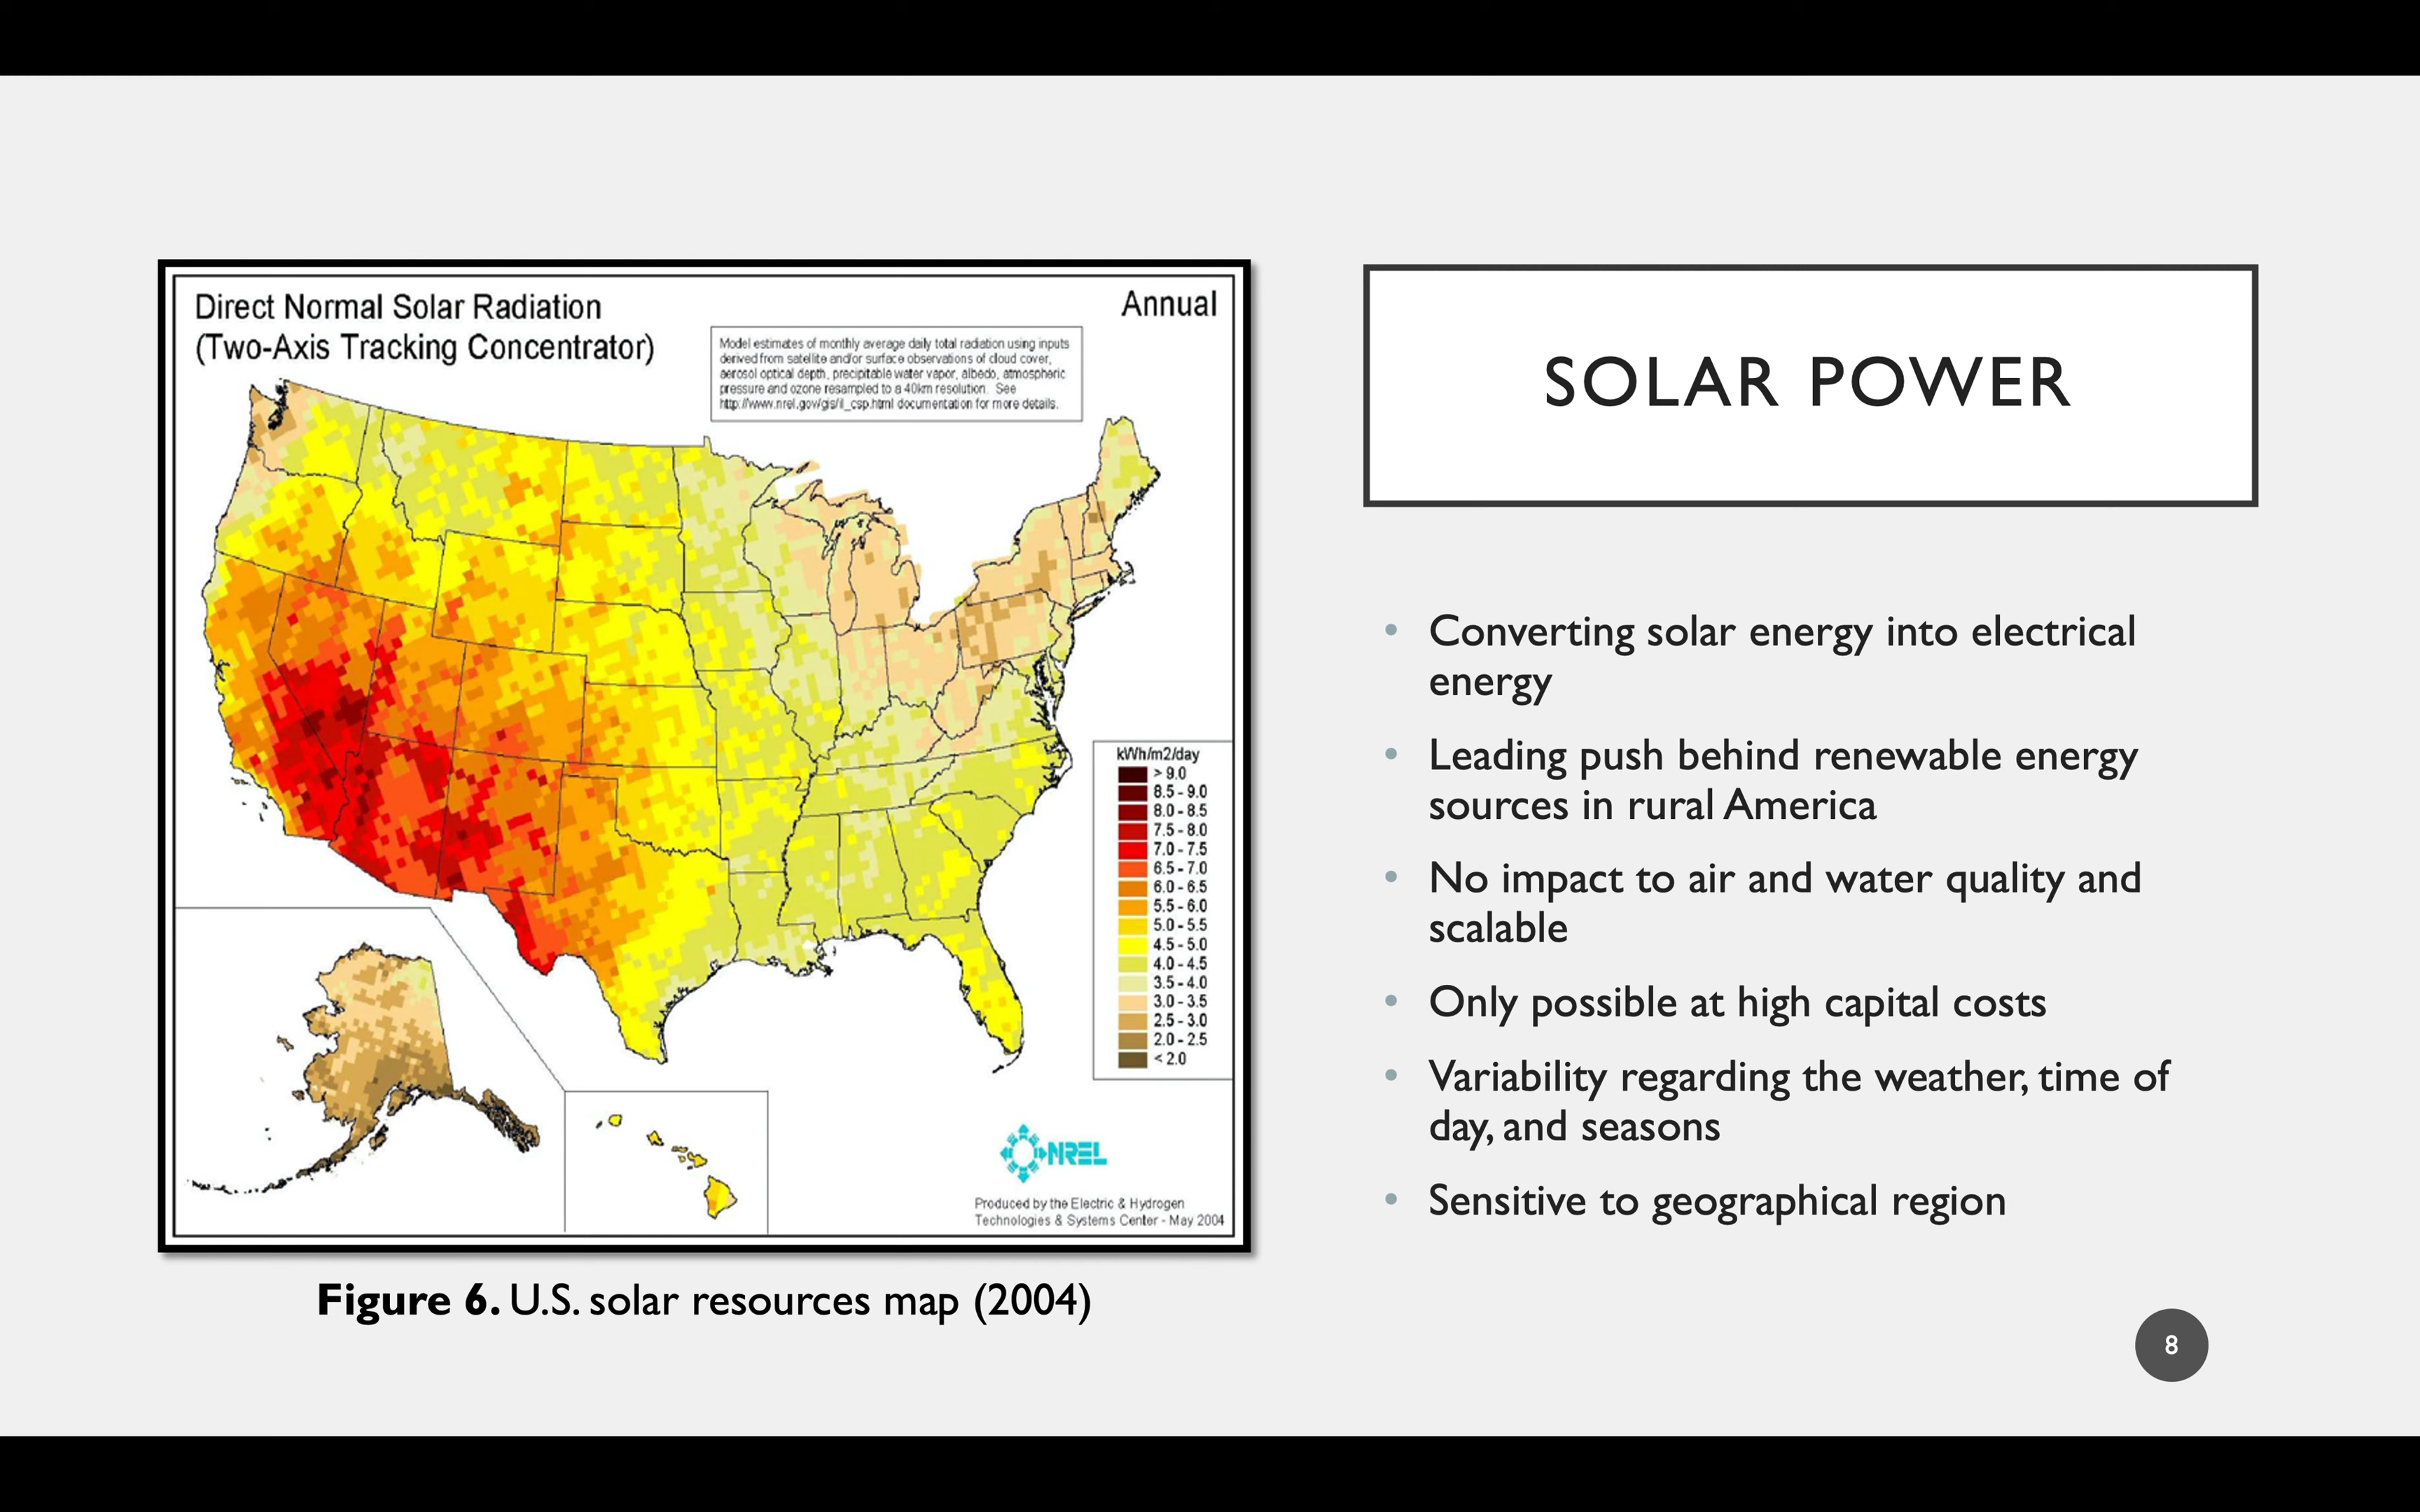 Direct Normal Solar Radiation
(Two-Axis Tracking Concentrator)
Annual
Model estimates of monthly average daily total radiation using inputs
derived from satellite and/or surface observations of cloud cover,
aerosol optical depth, precipitable water vapor, albedo, atmospheric
pressure and ozone resampled to a 40km resolution. See
http://www.nrel.gov/gis/il_csp.html documentation for more details.
kWh/m2/day
> 9.0
8.5 - 9.0
8.0 - 8.5
7.5 - 8.0
7.0 - 7.5
6.5 - 7.0
6.0 - 6.5
5.5 - 6.0
5.0 - 5.5
4.5 - 5.0
4.0 - 4.5
3.5 - 4.0
3.0 - 3.5
2.5 - 3.0
2.0 - 2.5
< 2.0
NREL
Produced by the Electric & Hydrogen
Technologies & Systems Center - May 2004
Figure 6. U.S. solar resources map (2004)
SOLAR POWER
• Converting solar energy into electrical
energy
• Leading push behind renewable energy
sources in rural America
• No impact to air and water quality and
scalable
• Only possible at high capital costs
• Variability regarding the weather, time of
day, and seasons
• Sensitive to geographical region
8